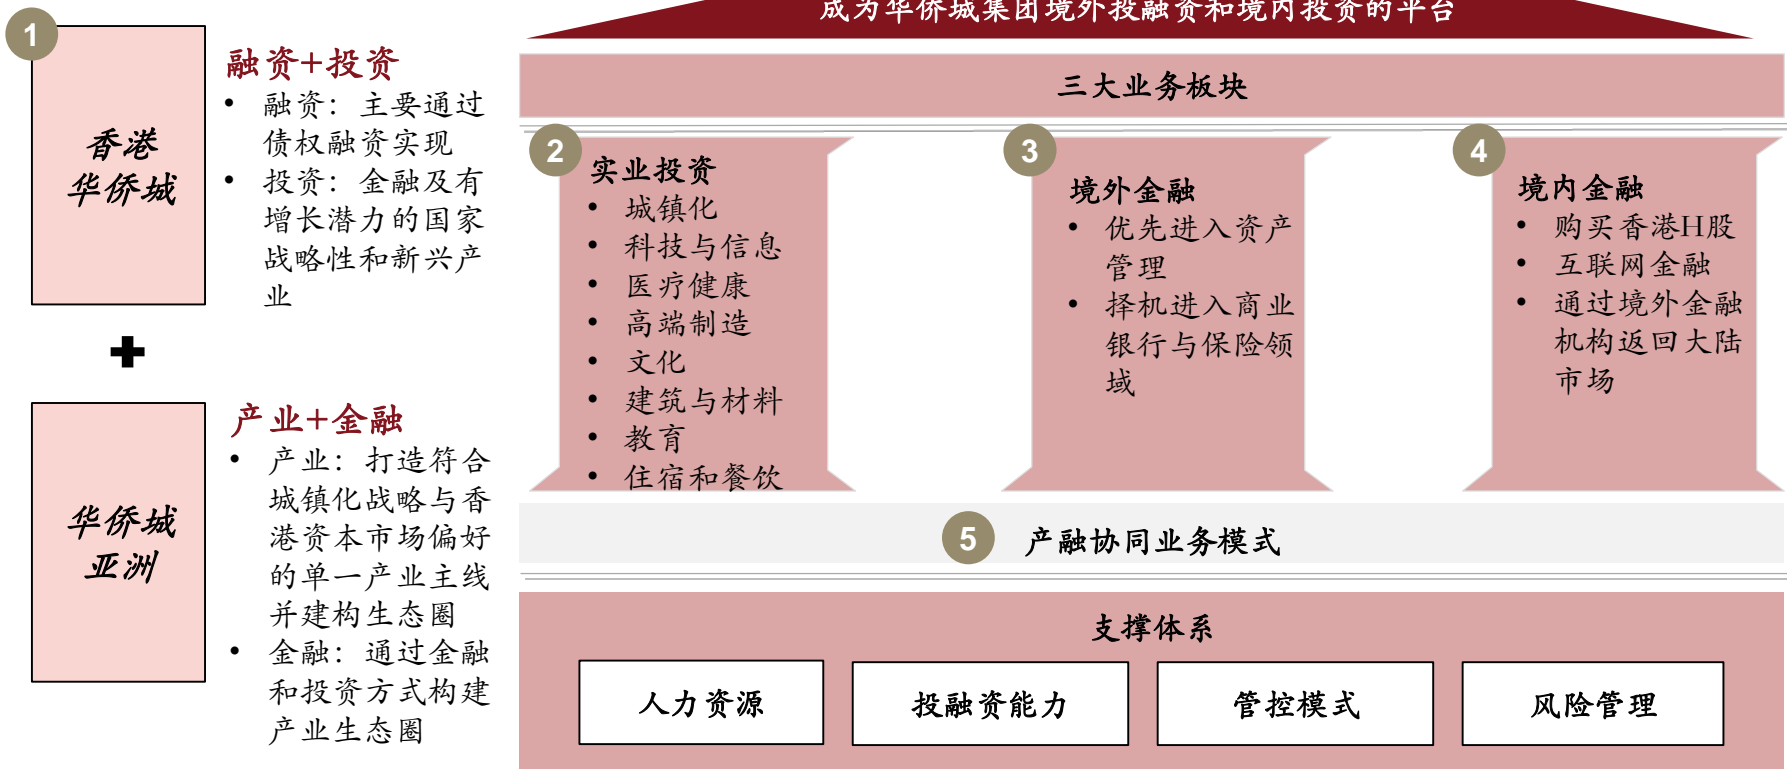 1
香港
华侨城
融资+投资
• 融资：主要通过
债权融资实现
• 投资：金融及有
增长潜力的国家
战略性和新兴产
业
华侨城
亚洲
产业+金融
• 产业：打造符合
城镇化战略与香
港资本市场偏好
的单一产业主线
并建构生态圈
• 金融：通过金融
和投资方式构建
产业生态圈
成为华侨城集团境外投融资和境内投资的平台
三大业务板块
2
实业投资
• 城镇化
• 科技与信息
• 医疗健康
• 高端制造
• 文化
• 建筑与材料
• 教育
• 住宿和餐饮
3
境外金融
• 优先进入资产
管理
• 择机进入商业
银行与保险领
域
4
境内金融
• 购买香港H股
• 互联网金融
• 通过境外金融
机构返回大陆
市场
5 产融协同业务模式
支撑体系
人力资源
投融资能力
管控模式
风险管理